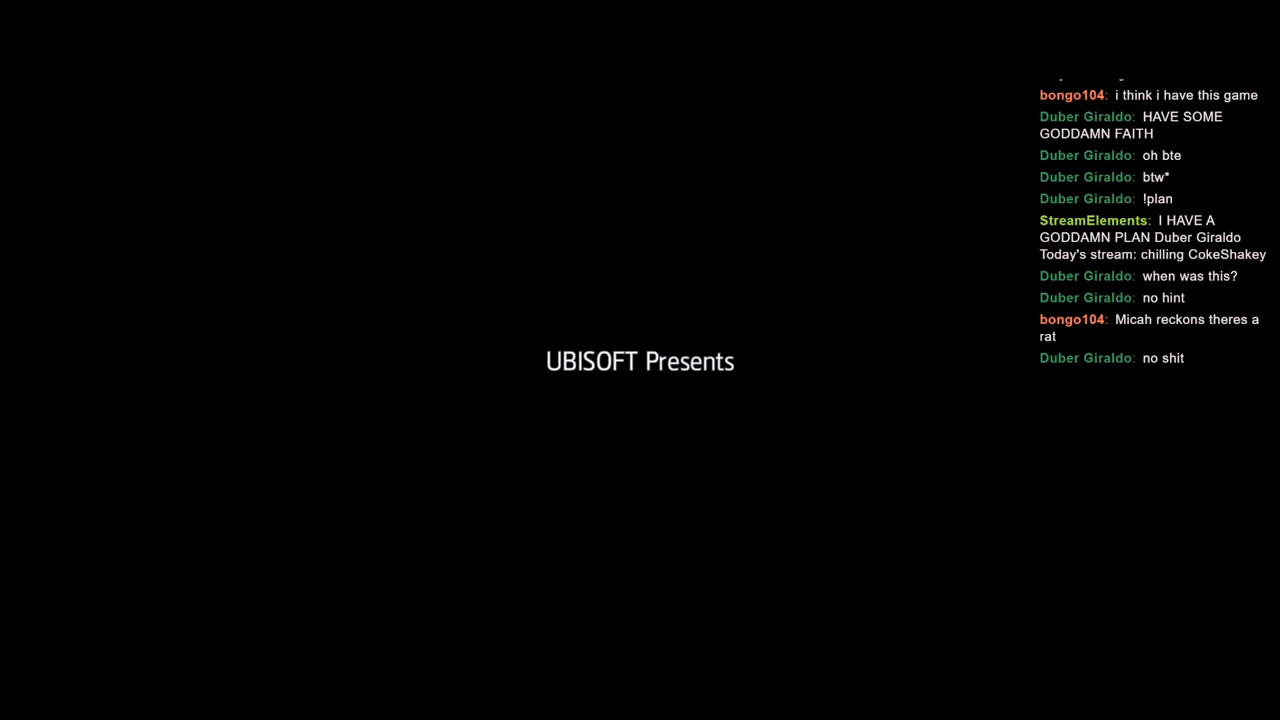 bongo104: i think i have this game
Duber Giraldo: HAVE SOME
GODDAMN FAITH
Duber Giraldo: oh bte
Duber Giraldo: btw*
Duber Giraldo: !plan
StreamElements: I HAVE A
GODDAMN PLAN Duber Giraldo
Today's stream: chilling CokeShakey
Duber Giraldo: when was this?
Duber Giraldo: no hint
bongo104: Micah reckons theres a
rat
Duber Giraldo: no shit
UBISOFT Presents